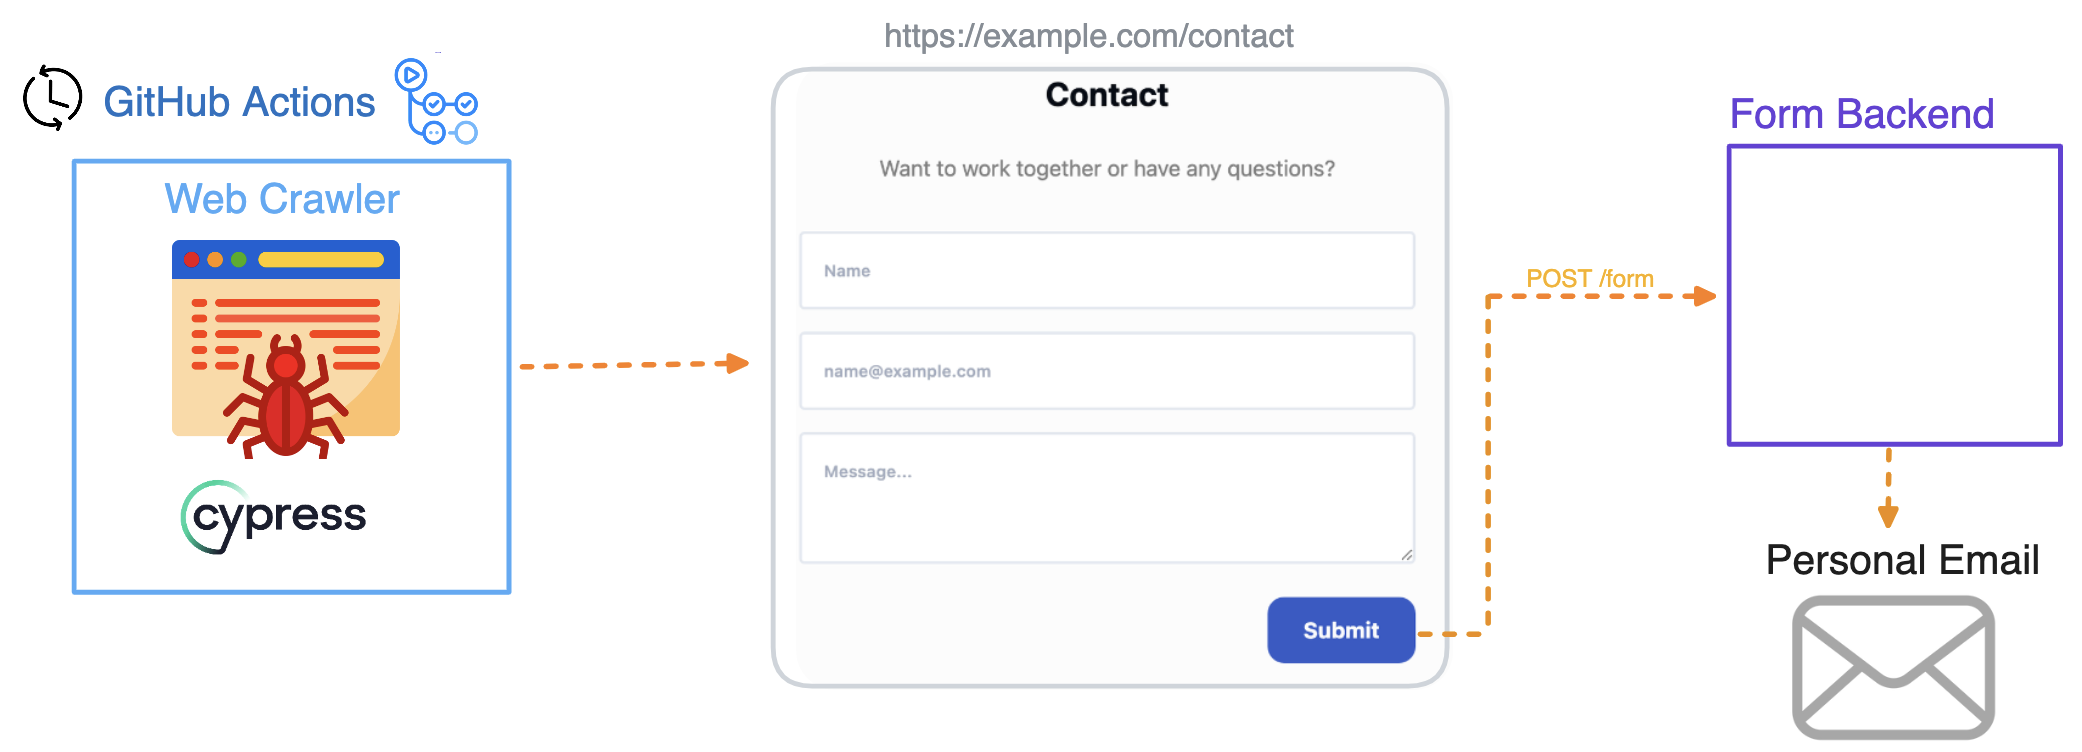 GitHub Actions
Web Crawler
cypress
https://example.com/contact
Contact
Want to work together or have any questions?
Name
name@example.com
Message...
Submit
POST /form
Form Backend
Personal Email